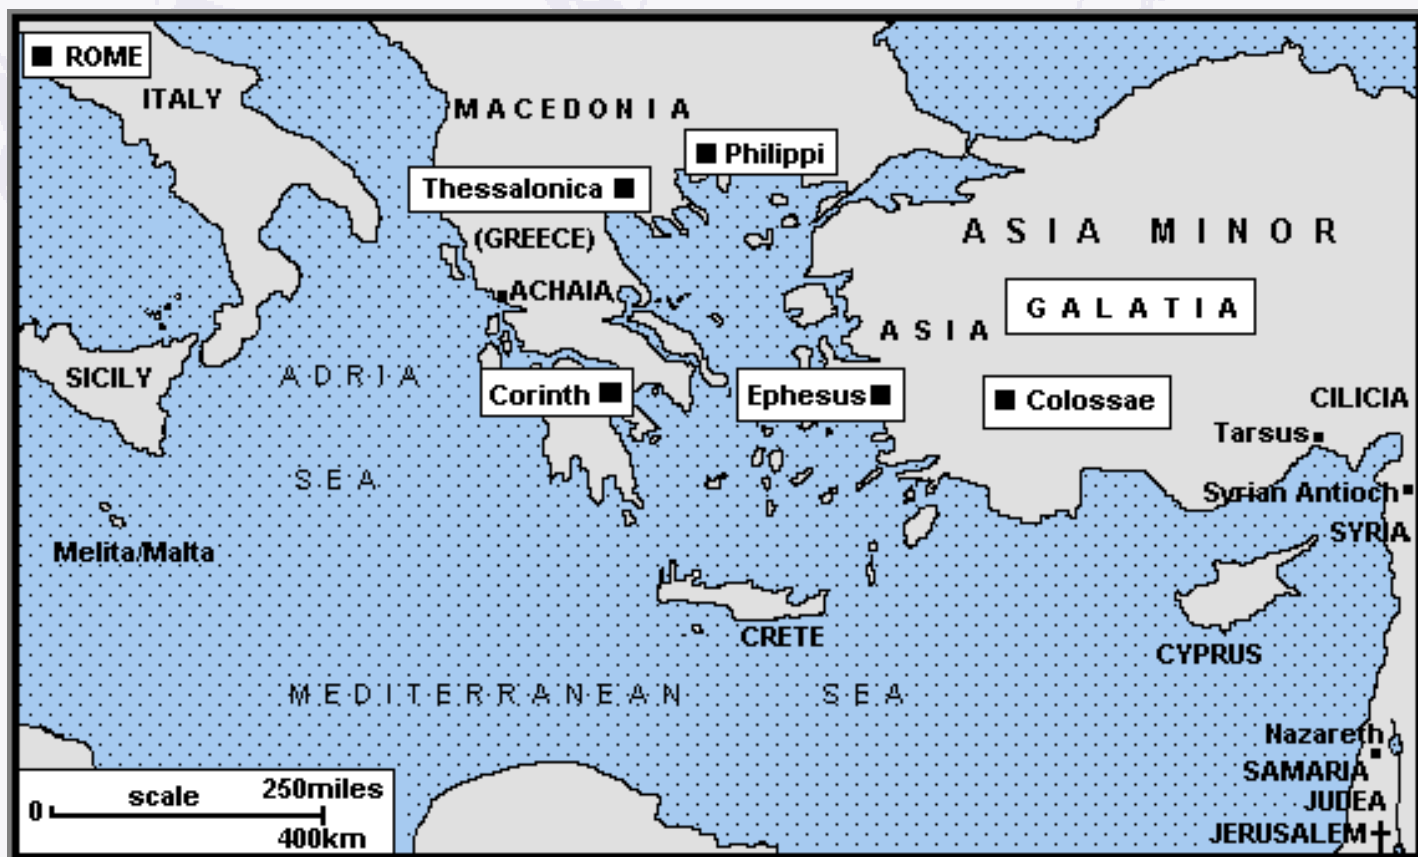 ROME
ITALY
MACEDONIA
Philippi
Thessalonica
(GREECE)
ASIA MINOR
ACHAIA
GALATIA
ASIA
SICILY
ADRIA
SEA
Corinth
Ephesus
Colossae
CILICIA
Tarsus
Syrian Antioch
SYRIA
Melita/Malta
CRETE
CYPRUS
MEDITERRANEAN SEA
Nazareth
SAMARIA
JUDEA
JERUSALEM
scale
250miles
0
400km